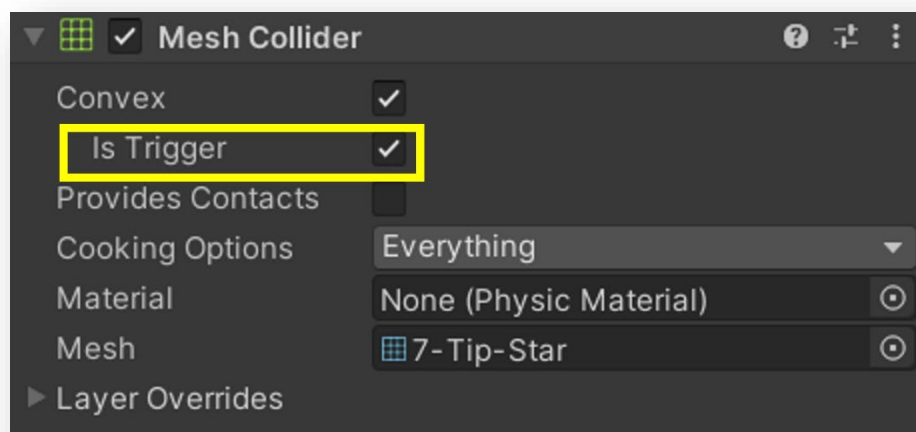 Mesh Collider
Convex
Is Trigger
Provides Contacts
Cooking Options Everything
Material None (Physic Material)
Mesh 7-Tip-Star
Layer Overrides